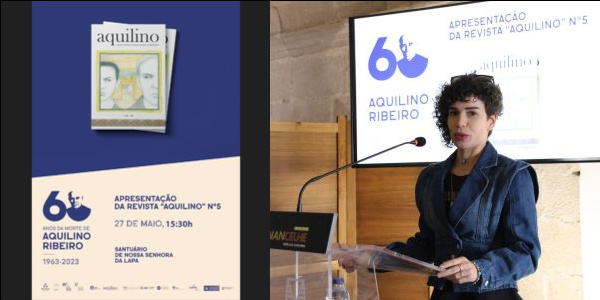 aquilino
60
ANOS DA MORTE DE
AQUILINO
RIBEIRO
1963-2023
APRESENTAÇÃO
DA REVISTA "AQUILINO" Nº5
27 DE MAIO, 15:30h
SANTUÁRIO
DE NOSSA SENHORA
DA LAPA
APRESENTAÇÃO
DA REVISTA "AQUILINO" Nº5
60
aquilino
AQUILINO
RIBEIRO